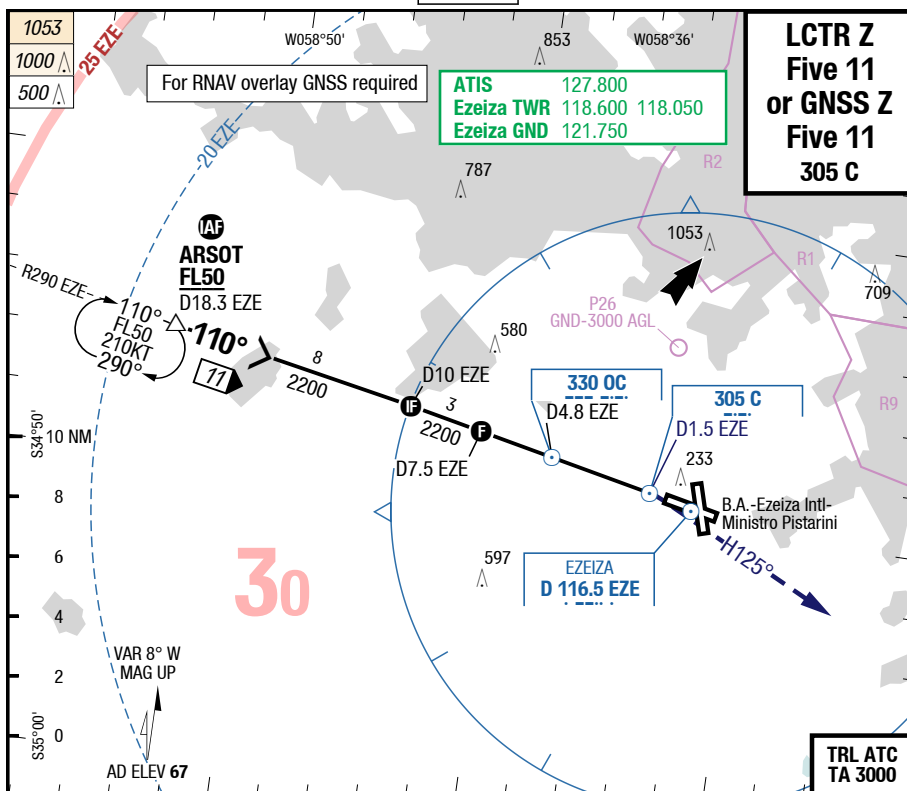 1053
1000
500
25 EZE
W058°50'
853
W058°36'
LCTR Z
Five 11
or GNSS Z
Five 11
305 C
For RNAV overlay GNSS required
ATIS 127.800
Ezeiza TWR 118.600 118.050
Ezeiza GND 121.750
20 EZE
787
R2
IAF
ARSOT
FL50
D18.3 EZE
1053
R1
709
R290 EZE
110°
FL50
210KT
290°
110°
11
P26
GND-3000 AGL
580
8
2200
D10 EZE
IF
3
2200
F
D7.5 EZE
330 OC
D4.8 EZE
305 C
D1.5 EZE
R9
233
B.A.-Ezeiza Intl-
Ministro Pistarini
H125°
EZEIZA
D 116.5 EZE
597
30
S34°50'
10 NM
8
6
4
2
0
S35°00'
VAR 8° W
MAG UP
AD ELEV 67
TRL ATC
TA 3000